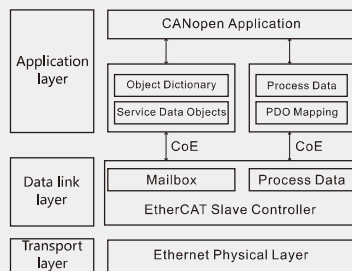 CANopen Application
Application
layer
Object Dictionary
Service Data Objects
Process Data
PDO Mapping
CoE
CoE
Data link
layer
Mailbox
Process Data
EtherCAT Slave Controller
Transport
layer
Ethernet Physical Layer